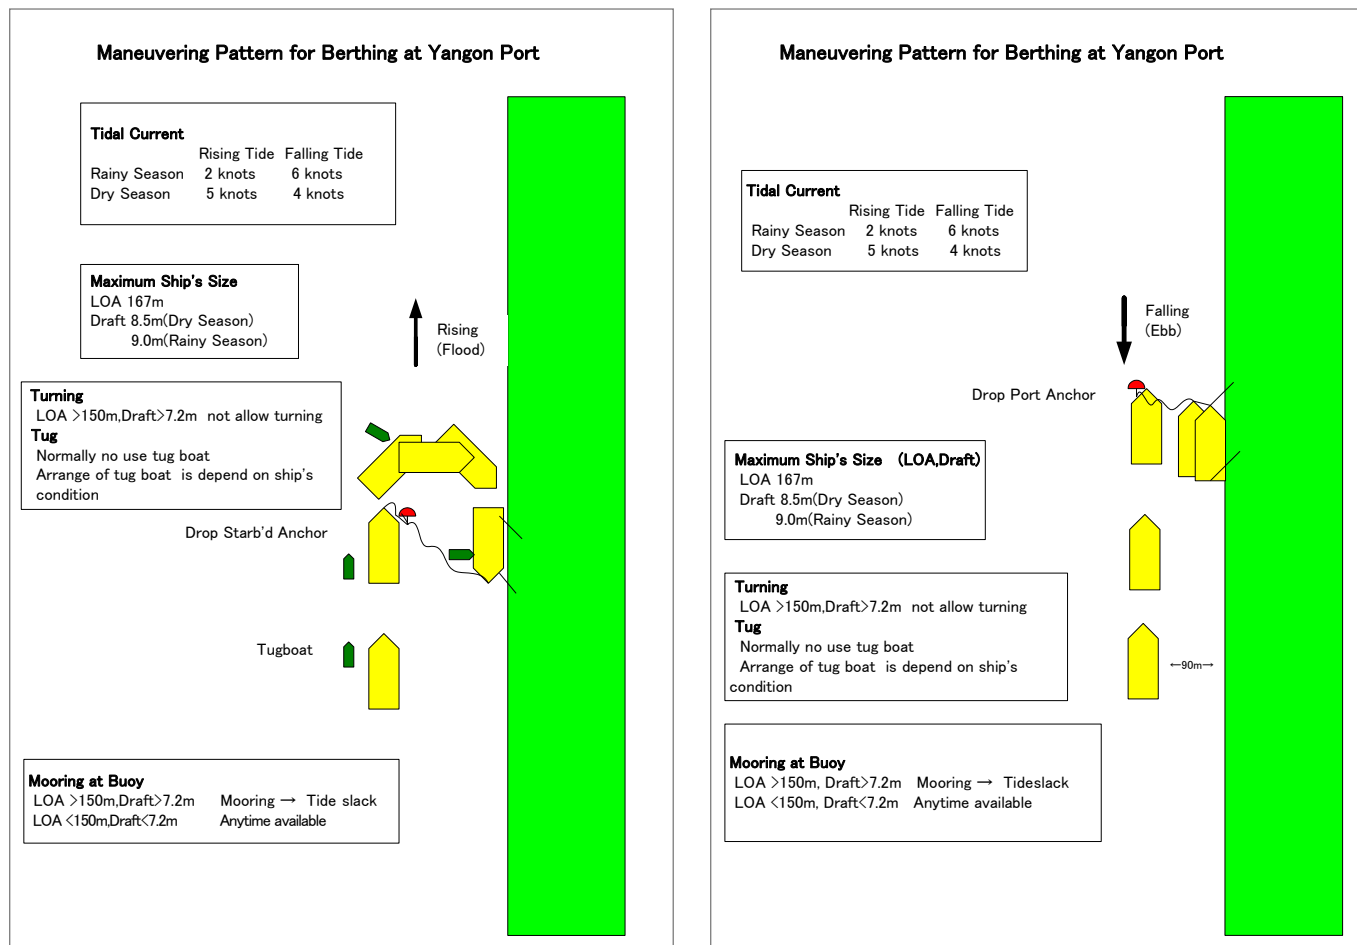 Maneuvering Pattern for Berthing at Yangon Port
Tidal Current
Rising Tide Falling Tide
Rainy Season 2 knots 6 knots
Dry Season 5 knots 4 knots
Maximum Ship's Size
LOA 167m
Draft 8.5m(Dry Season)
9.0m(Rainy Season)
Rising
(Flood)
Turning
LOA >150m,Draft>7.2m not allow turning
Tug
Normally no use tug boat
Arrange of tug boat is depend on ship's
condition
Drop Starb'd Anchor
Tugboat
Mooring at Buoy
LOA >150m,Draft>7.2m Mooring → Tide slack
LOA <150m,Draft<7.2m Anytime available
Maneuvering Pattern for Berthing at Yangon Port
Tidal Current
Rising Tide Falling Tide
Rainy Season 2 knots 6 knots
Dry Season 5 knots 4 knots
Falling
(Ebb)
Drop Port Anchor
Maximum Ship's Size (LOA,Draft)
LOA 167m
Draft 8.5m(Dry Season)
9.0m(Rainy Season)
Turning
LOA >150m,Draft>7.2m not allow turning
Tug
Normally no use tug boat
Arrange of tug boat is depend on ship's
condition
←90m→
Mooring at Buoy
LOA >150m, Draft>7.2m Mooring → Tideslack
LOA <150m, Draft<7.2m Anytime available